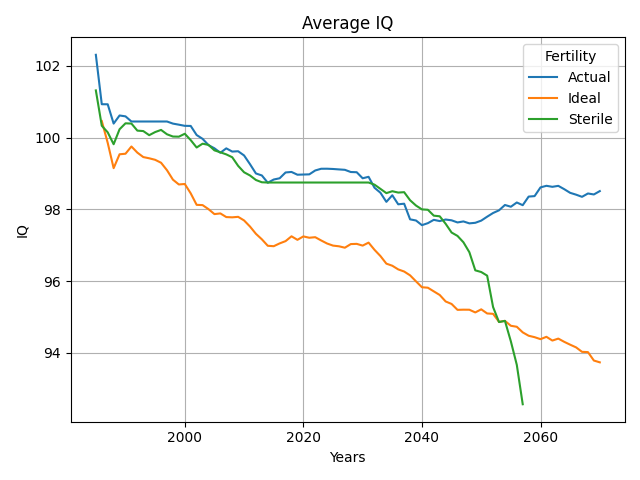 Average IQ
102
100
98
96
94
IQ
Fertility
Actual
Ideal
Sterile
2000
2020
2040
2060
Years